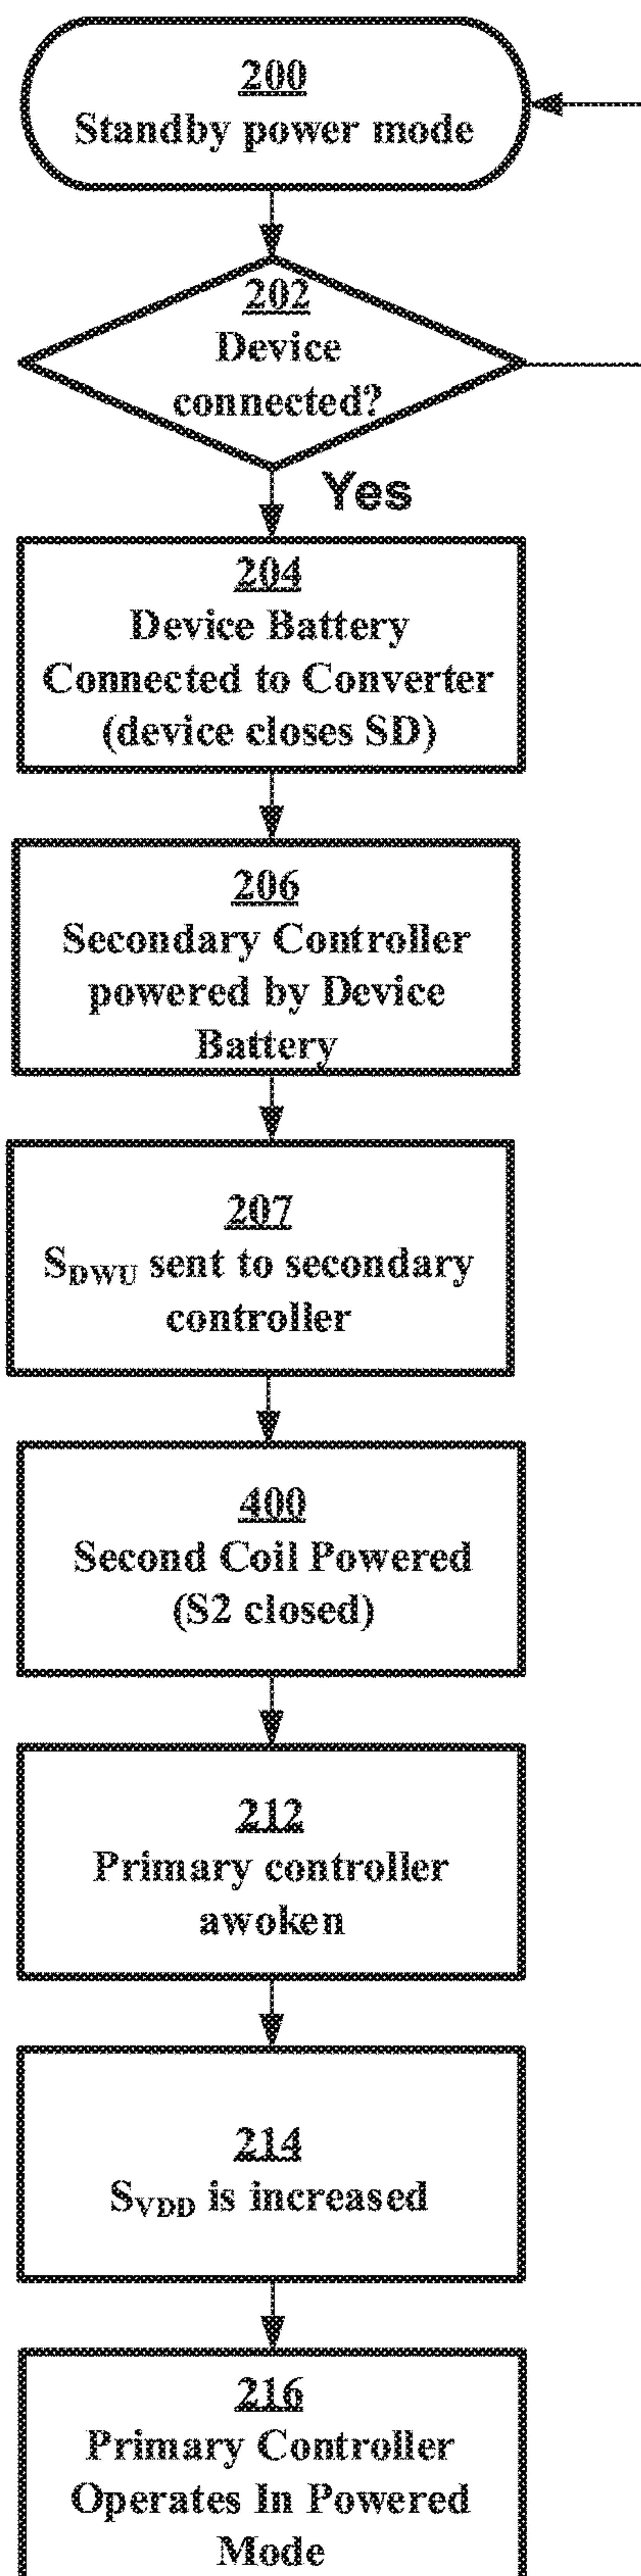 200
Standby power mode
202
Device
connected?
Yes
204
Device Battery
Connected to Converter
(device closes SD)
206
Secondary Controller
powered by Device
Battery
207
SDWU sent to secondary
controller
400
Second Coil Powered
(S2 closed)
212
Primary controller
awoken
214
SVDD is increased
216
Primary Controller
Operates In Powered
Mode